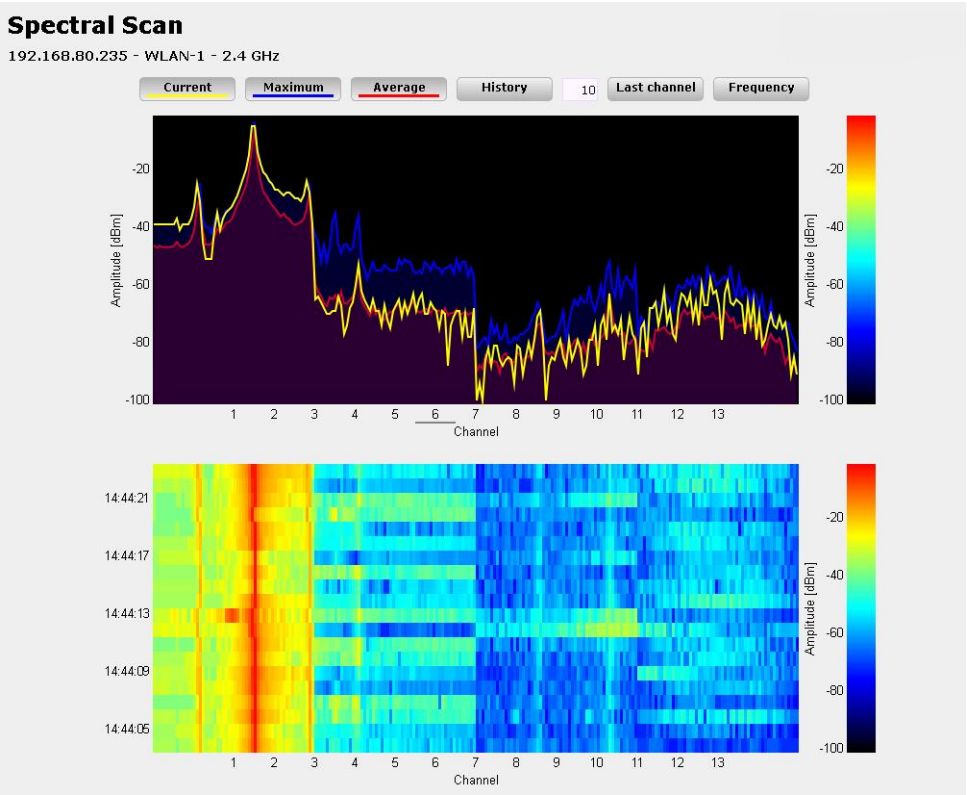 Spectral Scan
192.168.80.235 - WLAN-1 - 2.4 GHz
Current Maximum Average History 10 Last channel Frequency
Amplitude [dBm]
-20
-40
-60
-80
-100
1 2 3 4 5 6 7 8 9 10 11 12 13
Channel
Amplitude [dBm]
-20
-40
-60
-80
-100
14:44:21
14:44:17
14:44:13
14:44:09
14:44:05
1 2 3 4 5 6 7 8 9 10 11 12 13
Channel
Amplitude [dBm]
-20
-40
-60
-80
-100